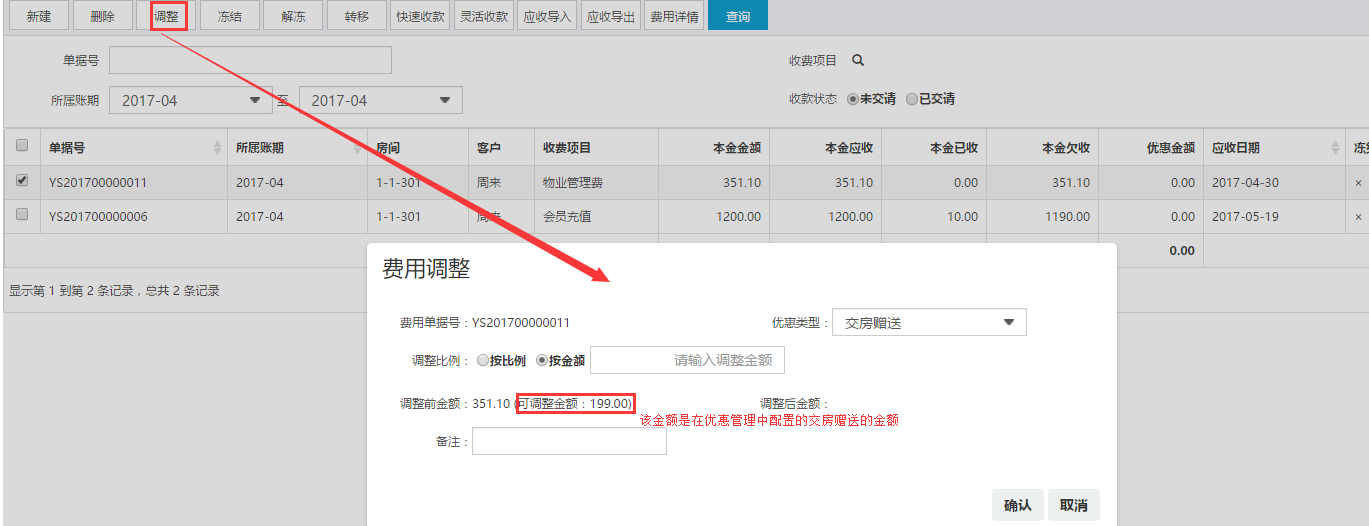 新建 删除 调整 冻结 解冻 转移 快速收款 灵活收款 应收导入 应收导出 费用详情 查询
单据号 收费项目
所属账期 2017-04 至 2017-04 收款状态 未交请 已交请
单据号 所属账期 房间 客户 收费项目 本金金额 本金应收 本金已收 本金欠收 优惠金额 应收日期
YS201700000011 2017-04 1-1-301 周来 物业管理费 351.10 351.10 0.00 351.10 0.00 2017-04-30 ×
YS201700000006 2017-04 1-1-301 周来 会员充值 1200.00 1200.00 10.00 1190.00 0.00 2017-05-19 ×
0.00
显示第 1 到第 2 条记录，总共 2 条记录
费用调整
费用单据号：YS201700000011 优惠类型： 交房赠送
调整比例： 按比例 按金额 请输入调整金额
调整前金额：351.10 (可调整金额：199.00) 调整后金额：
该金额是在优惠管理中配置的交房赠送的金额
备注：
确认 取消